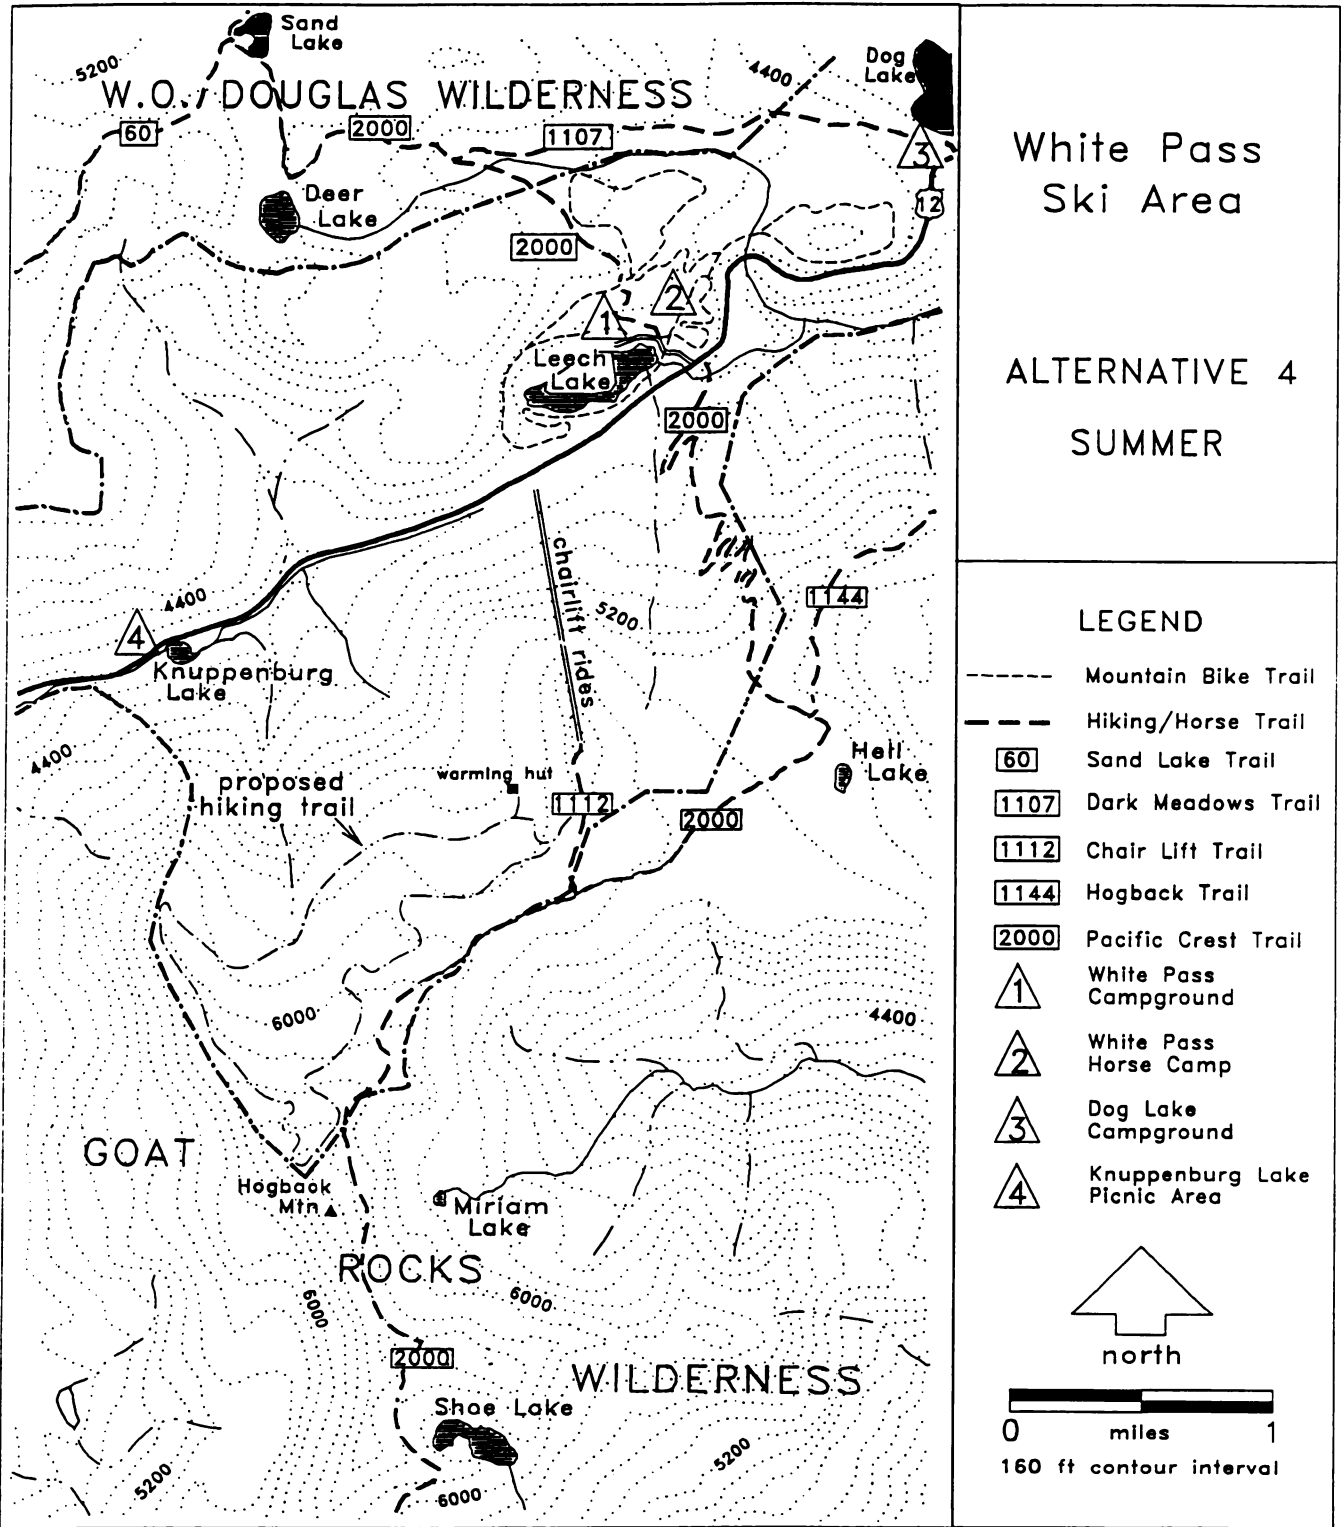 Sand
Lake
5200
W.O. DOUGLAS WILDERNESS
4400
Dog
Lake
60
2000
1107
3
12
Deer
Lake
2000
2
1
Leech
Lake
2000
chairlift rides
5200
1144
4400
4
Knuppenburg
Lake
4400
proposed
hiking trail
warming hut
1112
2000
Hell
Lake
6000
4400
GOAT
Hogback
Mtn
Miriam
Lake
ROCKS
6000
6000
2000
WILDERNESS
Shoe Lake
5200
6000
5200
White Pass
Ski Area
ALTERNATIVE 4
SUMMER
LEGEND
Mountain Bike Trail
Hiking/Horse Trail
60 Sand Lake Trail
1107 Dark Meadows Trail
1112 Chair Lift Trail
1144 Hogback Trail
2000 Pacific Crest Trail
1 White Pass
Campground
2 White Pass
Horse Camp
3 Dog Lake
Campground
4 Knuppenburg Lake
Picnic Area
north
0 miles 1
160 ft contour interval